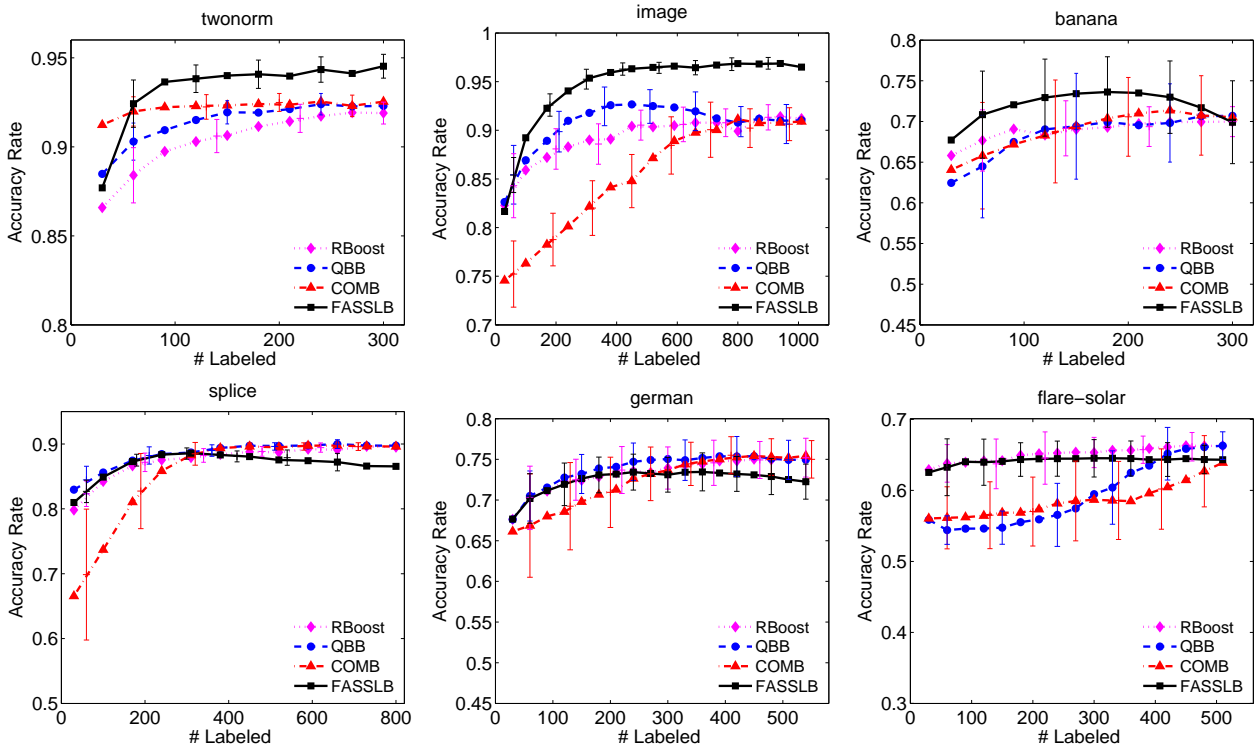 twonorm
0.95
0.9
0.85
0.8
0
100
200
300
Accuracy Rate
# Labeled
RBoost
QBB
COMB
FASSLB
image
1
0.95
0.9
0.85
0.8
0.75
0.7
0
200
400
600
800
1000
Accuracy Rate
# Labeled
RBoost
QBB
COMB
FASSLB
banana
0.8
0.75
0.7
0.65
0.6
0.55
0.5
0.45
0
100
200
300
Accuracy Rate
# Labeled
RBoost
QBB
COMB
FASSLB
splice
0.9
0.8
0.7
0.6
0.5
0
200
400
600
800
Accuracy Rate
# Labeled
RBoost
QBB
COMB
FASSLB
german
0.8
0.75
0.7
0.65
0.6
0.55
0.5
0.45
0
100
200
300
400
500
Accuracy Rate
# Labeled
RBoost
QBB
COMB
FASSLB
flare−solar
0.7
0.6
0.5
0.4
0.3
0
100
200
300
400
500
Accuracy Rate
# Labeled
RBoost
QBB
COMB
FASSLB